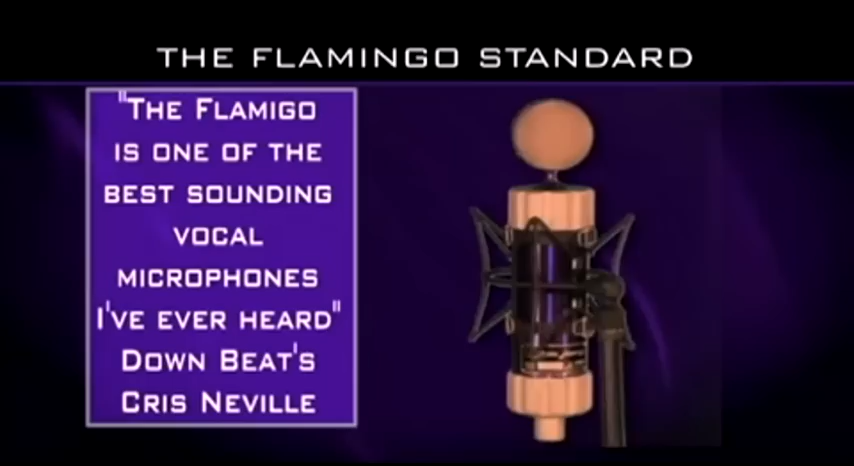 THE FLAMINGO STANDARD
"THE FLAMIGO
IS ONE OF THE
BEST SOUNDING
VOCAL
MICROPHONES
I'VE EVER HEARD"
DOWN BEAT'S
CRIS NEVILLE